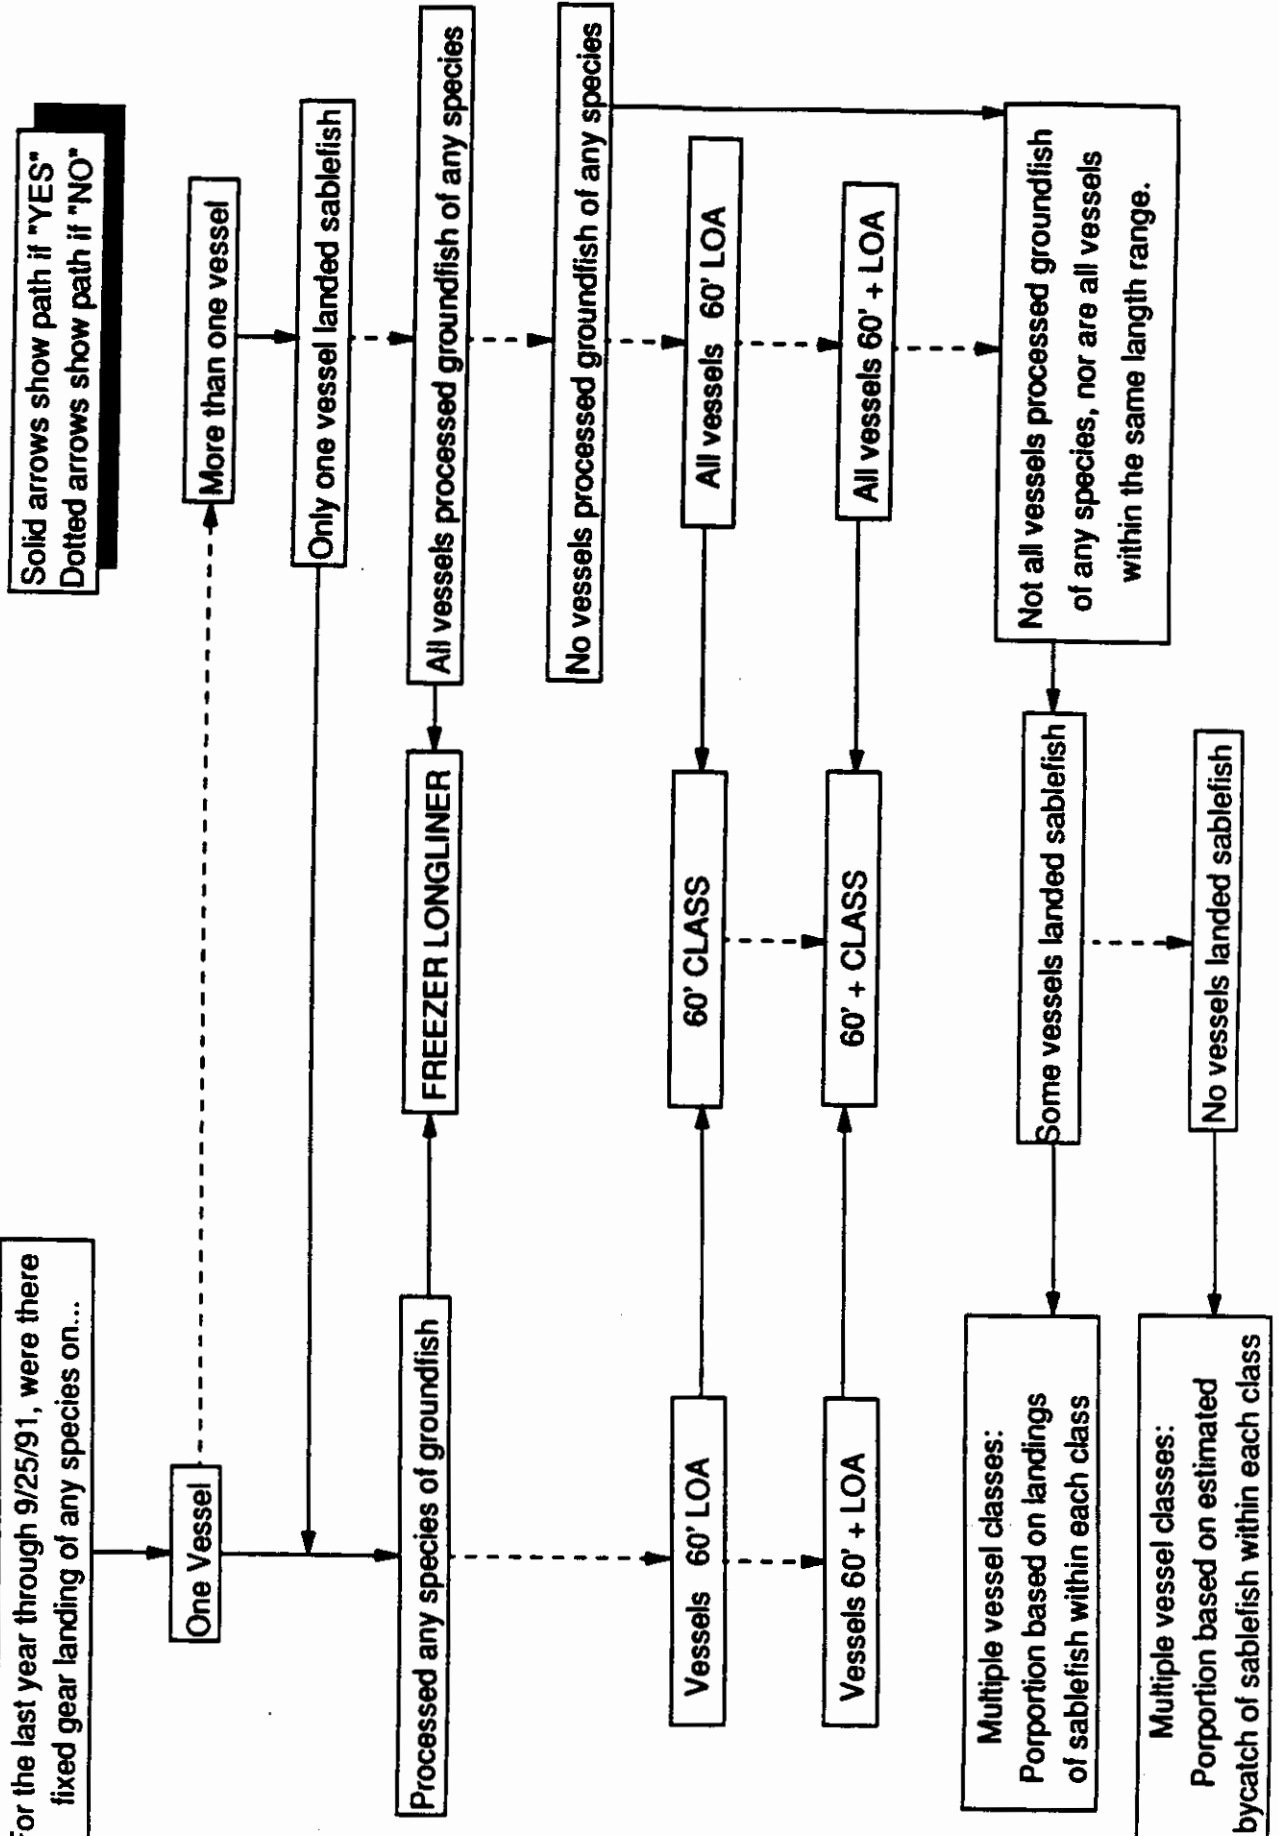 Solid arrows show path if "YES"
Dotted arrows show path if "NO"
For the last year through 9/25/91, were there
fixed gear landing of any species on...
One Vessel
More than one vessel
Only one vessel landed sablefish
Processed any species of groundfish
FREEZER LONGLINER
All vessels processed groundfish of any species
No vessels processed groundfish of any species
Vessels 60' LOA
60' CLASS
All vessels 60' LOA
Vessels 60' + LOA
60' + CLASS
All vessels 60' + LOA
Multiple vessel classes:
Porportion based on landings
of sablefish within each class
Some vessels landed sablefish
Not all vessels processed groundfish
of any species, nor are all vessels
within the same length range.
Multiple vessel classes:
Porportion based on estimated
bycatch of sablefish within each class
No vessels landed sablefish